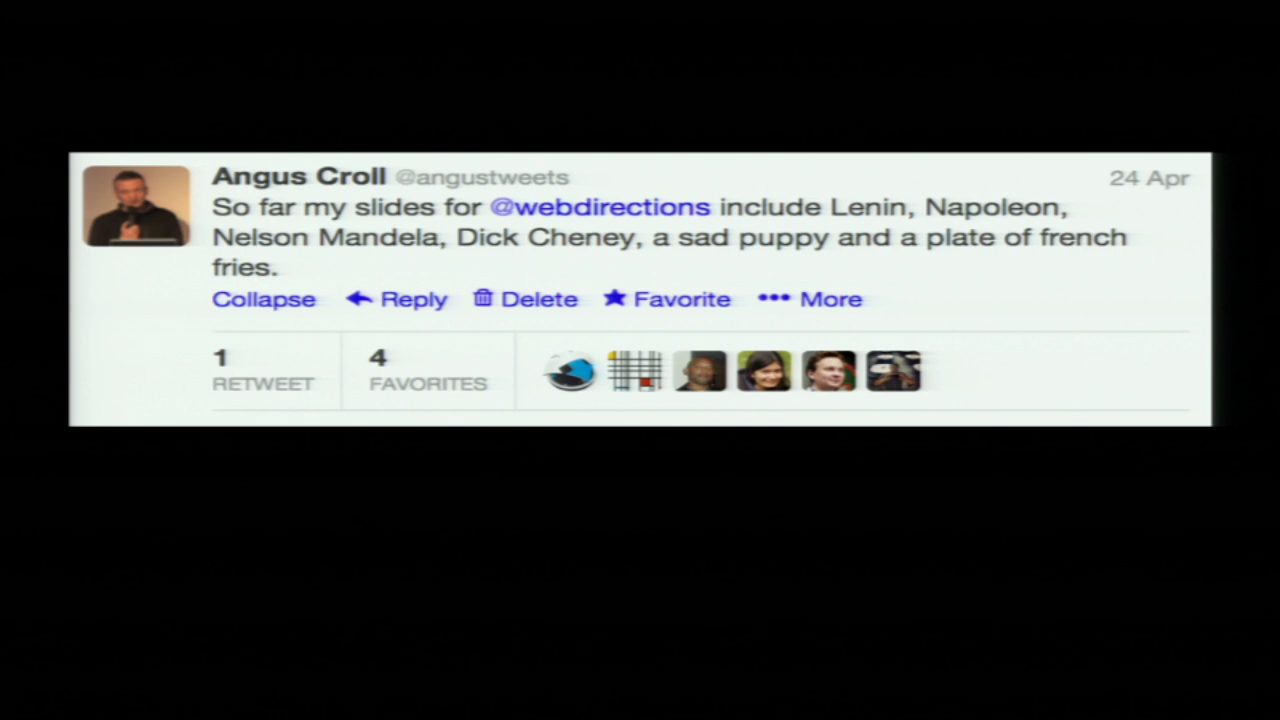 Angus Croll @angustweets 24 Apr
So far my slides for @webdirections include Lenin, Napoleon,
Nelson Mandela, Dick Cheney, a sad puppy and a plate of french
fries.
Collapse Reply Delete Favorite More
1 4
RETWEET FAVORITES